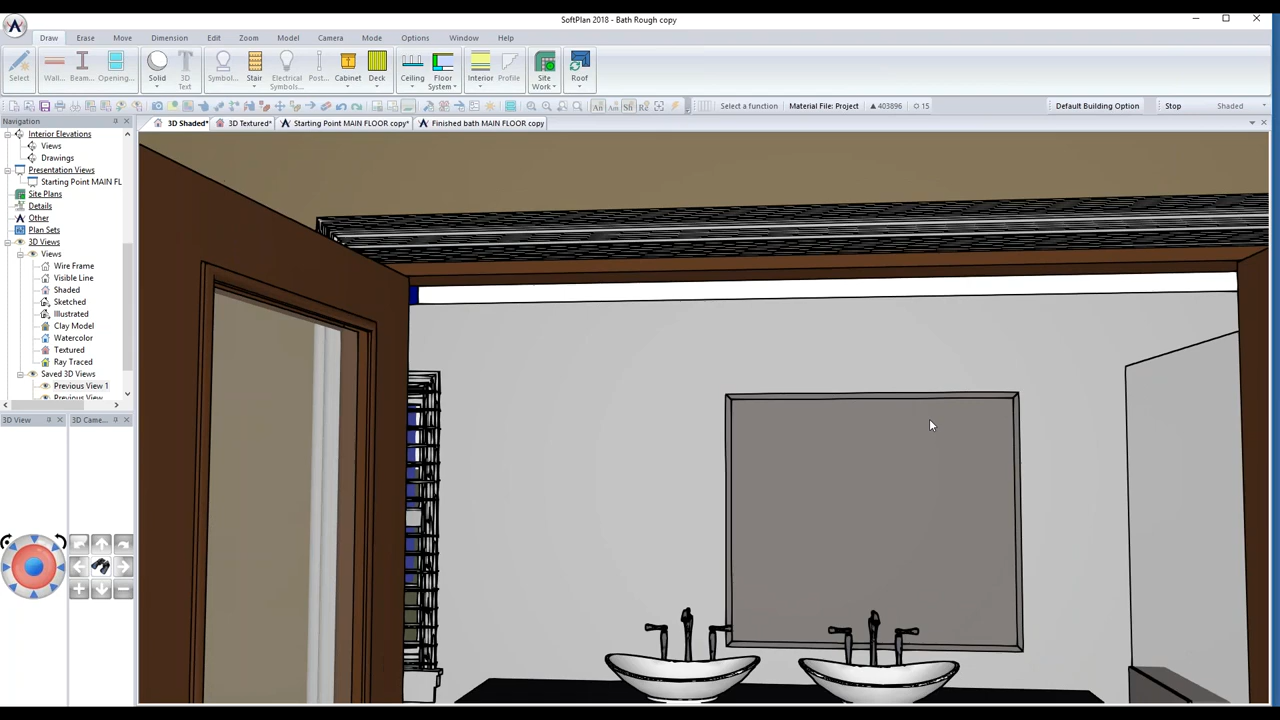 SoftPlan 2018 - Bath Rough copy
Draw Erase Move Dimension Edit Zoom Model Camera Mode Options Window Help
Select Wall... Beam... Opening... Solid 3D Text Symbol... Stair Electrical Symbols... Post... Cabinet Deck Ceiling Floor System Interior Profile Site Work Roof
Select a function Material File: Project 403896 15 Default Building Option Stop Shaded
Navigation
3D Shaded* 3D Textured* Starting Point MAIN FLOOR copy* Finished bath MAIN FLOOR copy
Interior Elevations
Views
Drawings
Presentation Views
Starting Point MAIN FL
Site Plans
Details
Other
Plan Sets
3D Views
Views
Wire Frame
Visible Line
Shaded
Sketched
Illustrated
Clay Model
Watercolor
Textured
Ray Traced
Saved 3D Views
Previous View 1
Previous View
3D View 3D Came...